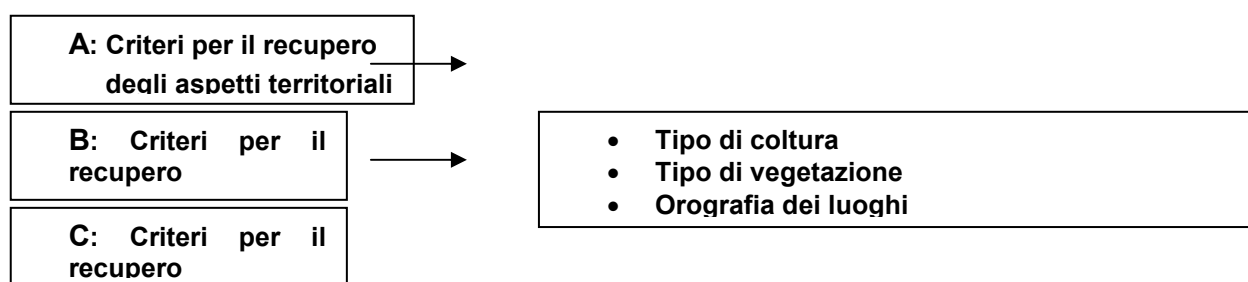 A: Criteri per il recupero
degli aspetti territoriali
B: Criteri per il
recupero
• Tipo di coltura
• Tipo di vegetazione
• Orografia dei luoghi
C: Criteri per il
recupero